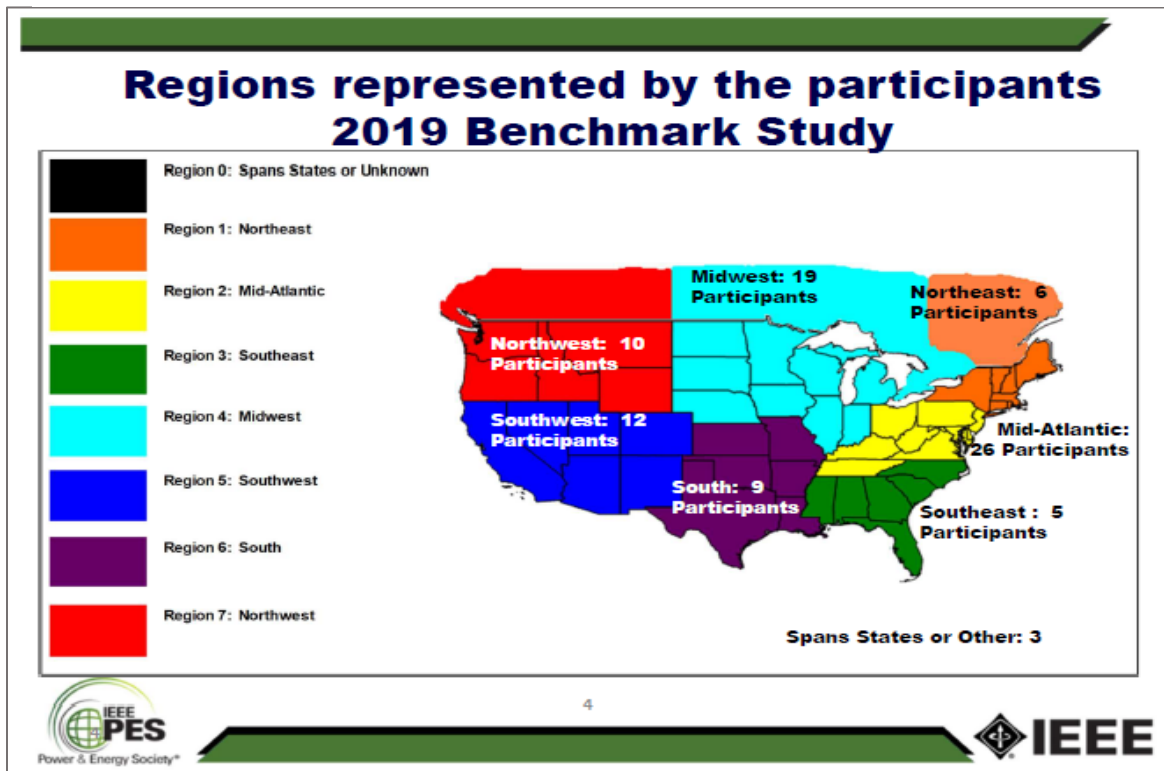 Regions represented by the participants
2019 Benchmark Study
Region 0: Spans States or Unknown
Region 1: Northeast
Region 2: Mid-Atlantic
Region 3: Southeast
Region 4: Midwest
Region 5: Southwest
Region 6: South
Region 7: Northwest
Midwest: 19
Participants
Northeast: 6
Participants
Northwest: 10
Participants
Southwest: 12
Participants
Mid-Atlantic:
26 Participants
South: 9
Participants
Southeast : 5
Participants
Spans States or Other: 3
IEEE
PES
Power & Energy Society®
4
IEEE